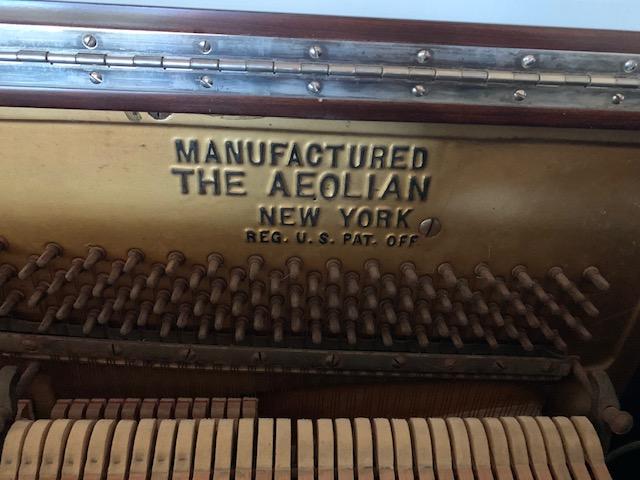 MANUFACTURED
THE AEOLIAN
NEW YORK
REG. U. S. PAT. OFF